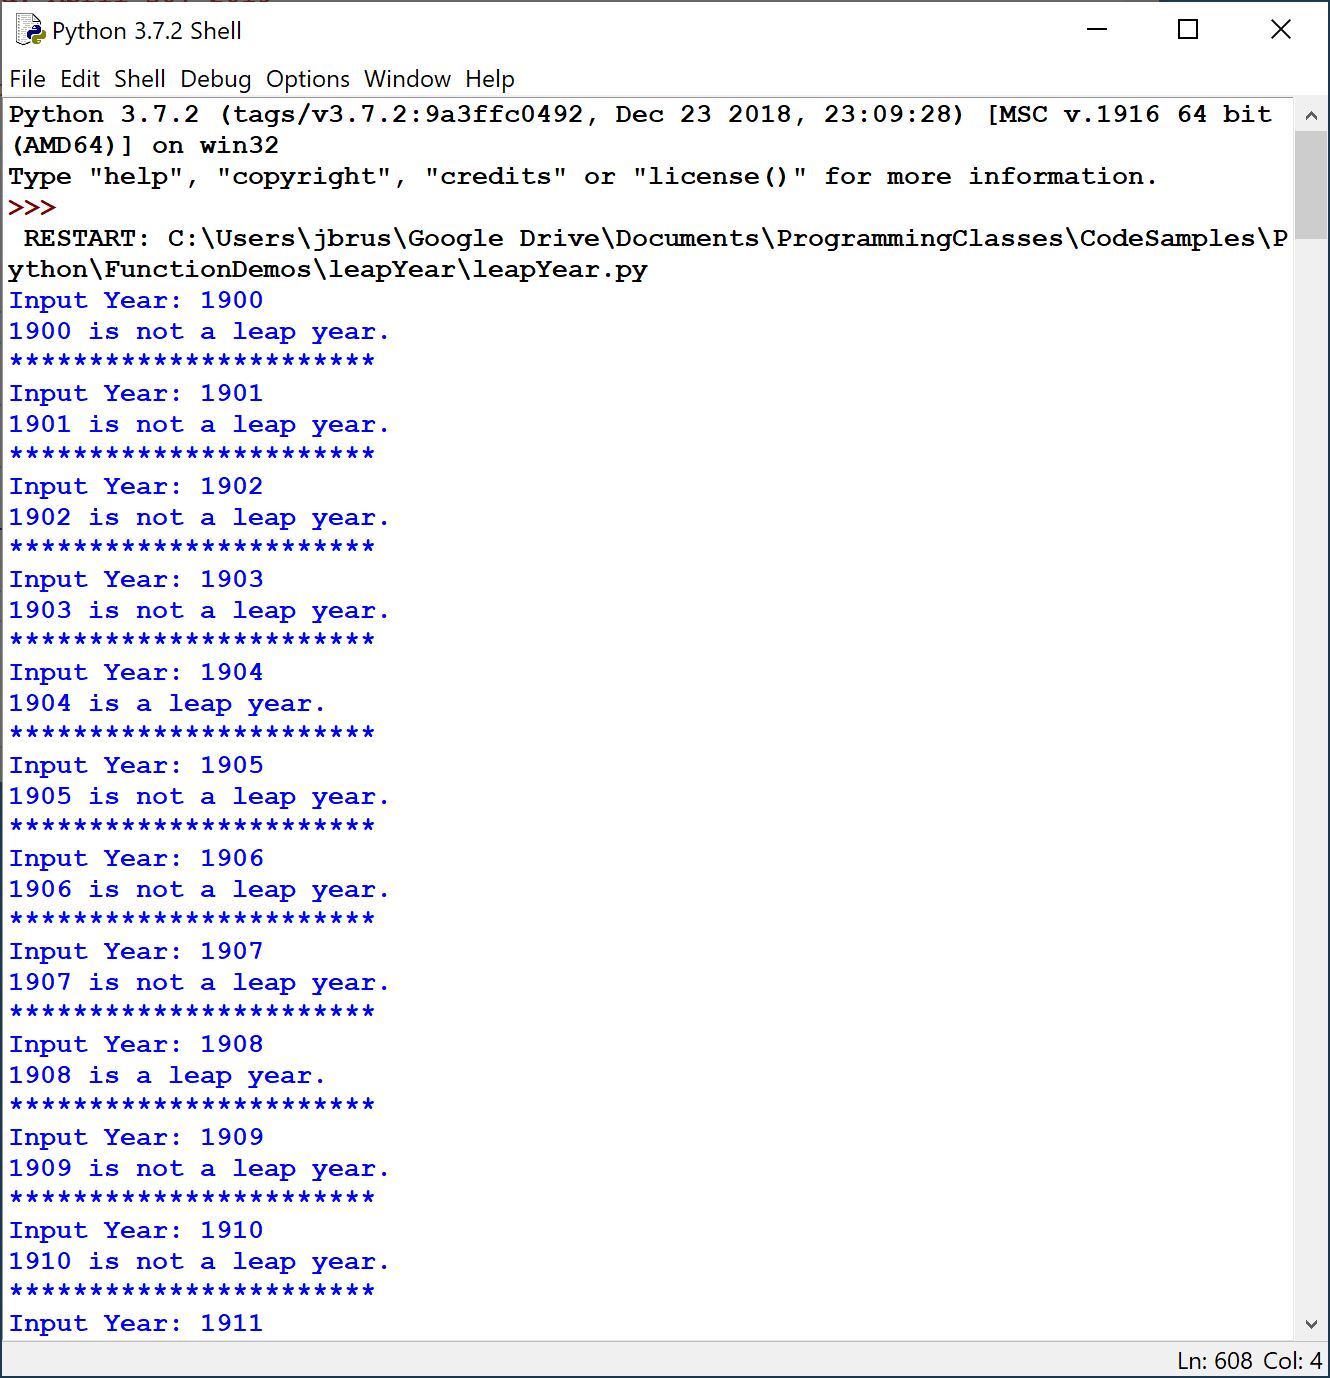 Python 3.7.2 Shell
File Edit Shell Debug Options Window Help
Python 3.7.2 (tags/v3.7.2:9a3ffc0492, Dec 23 2018, 23:09:28) [MSC v.1916 64 bit
(AMD64)] on win32
Type "help", "copyright", "credits" or "license()" for more information.
>>>
 RESTART: C:\Users\jbrus\Google Drive\Documents\ProgrammingClasses\CodeSamples\P
ython\FunctionDemos\leapYear\leapYear.py
Input Year: 1900
1900 is not a leap year.
***********************
Input Year: 1901
1901 is not a leap year.
***********************
Input Year: 1902
1902 is not a leap year.
***********************
Input Year: 1903
1903 is not a leap year.
***********************
Input Year: 1904
1904 is a leap year.
***********************
Input Year: 1905
1905 is not a leap year.
***********************
Input Year: 1906
1906 is not a leap year.
***********************
Input Year: 1907
1907 is not a leap year.
***********************
Input Year: 1908
1908 is a leap year.
***********************
Input Year: 1909
1909 is not a leap year.
***********************
Input Year: 1910
1910 is not a leap year.
***********************
Input Year: 1911
Ln: 608 Col: 4